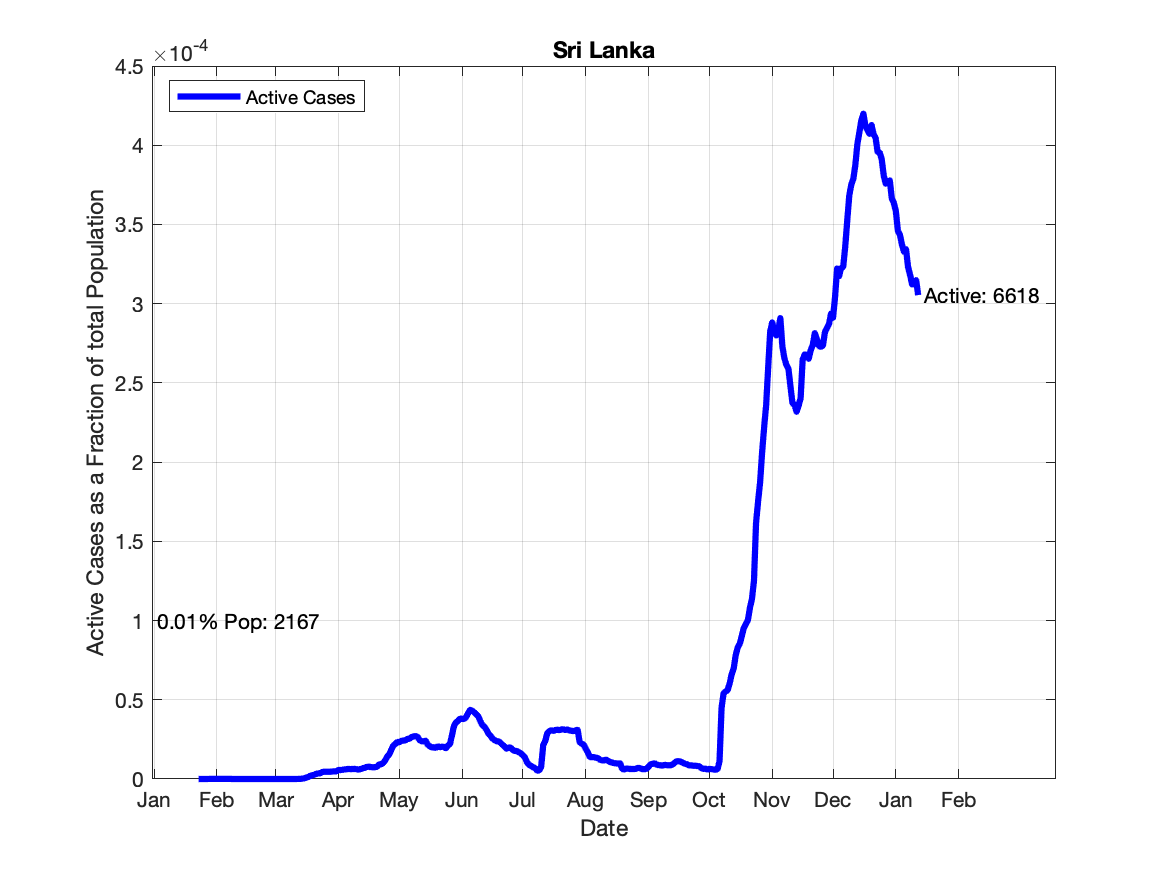 Sri Lanka
×10-4
4.5
4
3.5
3
2.5
2
1.5
1
0.5
0
Active Cases as a Fraction of total Population
Active Cases
Active: 6618
0.01% Pop: 2167
Jan Feb Mar Apr May Jun Jul Aug Sep Oct Nov Dec Jan Feb
Date